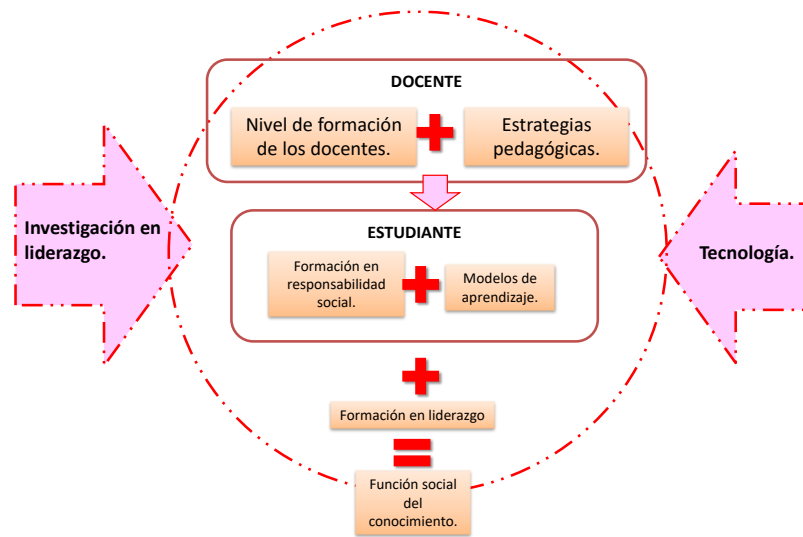 DOCENTE
Nivel de formación
de los docentes.
Estrategias
pedagógicas.
Investigación en
liderazgo.
ESTUDIANTE
Formación en
responsabilidad
social.
Modelos de
aprendizaje.
Tecnología.
Formación en liderazgo
Función social
del
conocimiento.